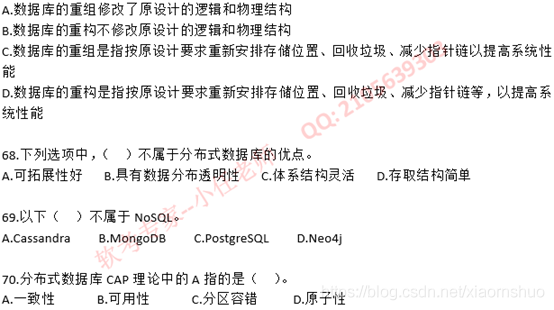 A.数据库的重组修改了原设计的逻辑和物理结构
B.数据库的重构不修改原设计的逻辑和物理结构
C.数据库的重组是指按原设计要求重新安排存储位置、回收垃圾、减少指针链以提高系统性
能
D.数据库的重构是指按原设计要求重新安排存储位置、回收垃圾、减少指针链等，以提高系
统性能
68.下列选项中，（ ）不属于分布式数据库的优点。
A.可拓展性好 B.具有数据分布透明性 C.体系结构灵活 D.存取结构简单
69.以下（ ）不属于 NoSQL。
A.Cassandra B.MongoDB C.PostgreSQL D.Neo4j
70.分布式数据库 CAP 理论中的 A 指的是（ ）。
A.一致性 B.可用性 C.分区容错 D.原子性
软考专家--小任老师
https://blog.csdn.net/xiaomshuo